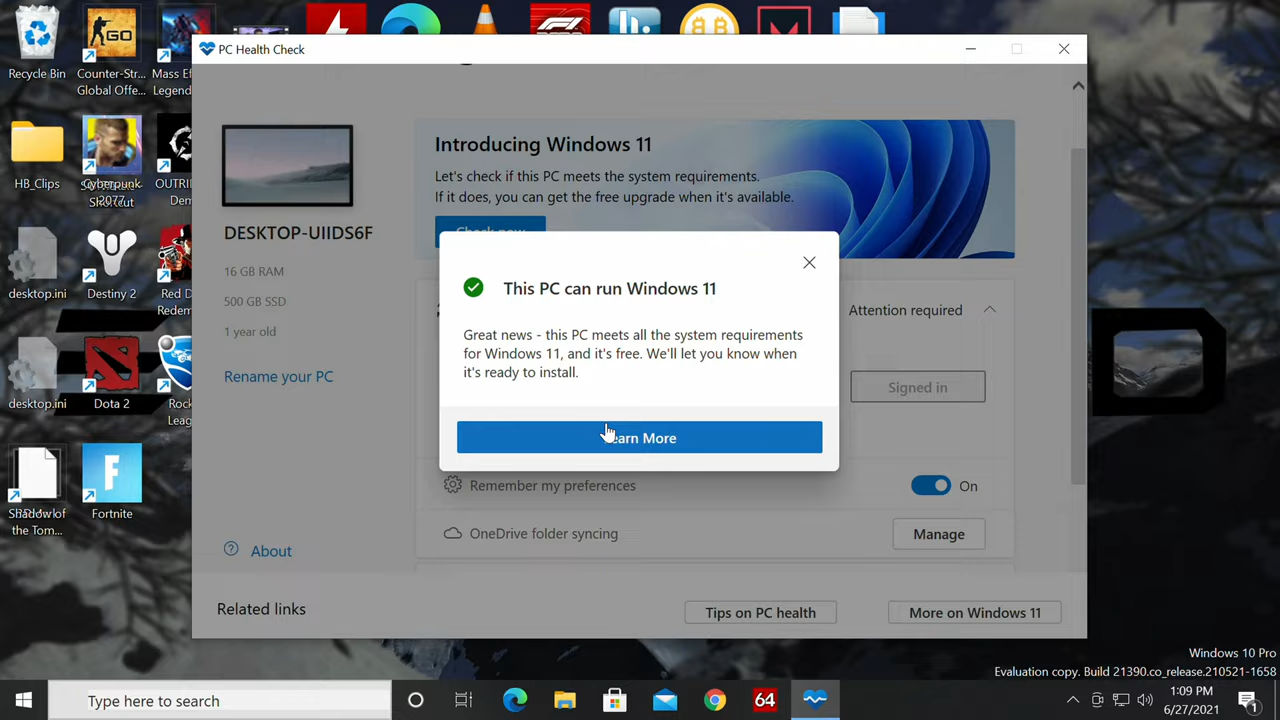 Recycle Bin
Counter-Str...
Global Offe...
Mass Ef
Legend
PC Health Check
HB_Clips
Cyberpunk
2077
OUTRI
Dem
desktop.ini
Destiny 2
Red D
Redem
desktop.ini
Dota 2
Rock
Leag
Shadow of
the Tom...
Fortnite
Introducing Windows 11
Let's check if this PC meets the system requirements.
If it does, you can get the free upgrade when it's available.
Check now
DESKTOP-UIIDS6F
16 GB RAM
500 GB SSD
1 year old
Rename your PC
This PC can run Windows 11
Great news - this PC meets all the system requirements
for Windows 11, and it's free. We'll let you know when
it's ready to install.
Learn More
Attention required
Signed in
Remember my preferences
On
OneDrive folder syncing
Manage
About
Related links
Tips on PC health
More on Windows 11
Windows 10 Pro
Evaluation copy. Build 21390.co_release.210521-1658
Type here to search
64
1:09 PM
6/27/2021
1